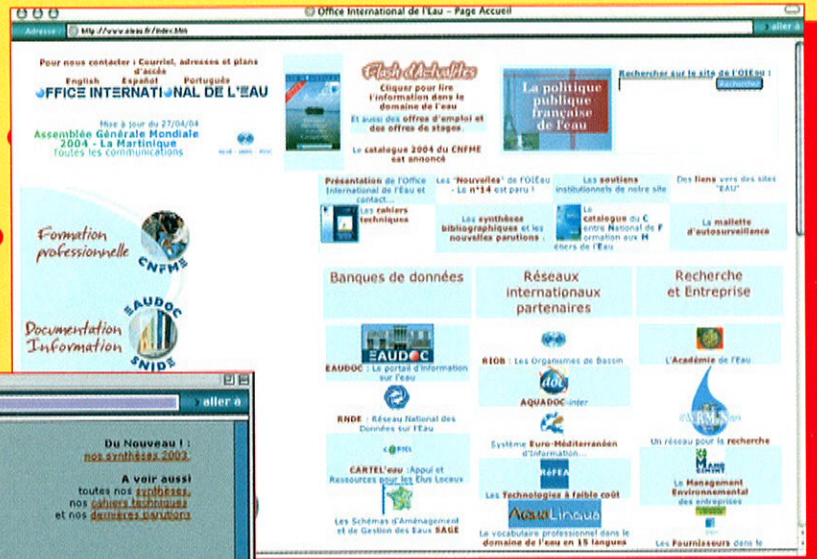 Office International de l'Eau - Page Accueil
Adresse
http://www.oieau.fr/index.htm
aller à
Pour nous contacter : Courriel, adresses et plans
d'accès
English Español Português
OFFICE INTERNATIONAL DE L'EAU
Mise à jour du 27/04/04
Assemblée Générale Mondiale
2004 - La Martinique
Toutes les communications
Flash d'Actualités
Cliquer pour lire
l'information dans le
domaine de l'eau
Et aussi des offres d'emploi et
des offres de stages.
Le catalogue 2004 du CNFME
est annoncé
La politique
publique
française
de l'eau
Rechercher sur le site de l'OIEau :
Rechercher
Présentation de l'Office
International de l'Eau et
contact...
Les "Nouvelles" de l'OIEau
- Le n°14 est paru !
Les soutiens
institutionnels de notre site
Des liens vers des sites
"EAU"
Les cahiers
techniques
Les synthèses
bibliographiques et les
nouvelles parutions .
Le
catalogue du C
entre National de F
ormation aux M
étiers de l'Eau
La mallette
d'autosurveillance
Formation
professionnelle
CNFME
EAUDOC
Documentation
Information
SNIDE
Banques de données
EAUDOC
EAUDOC : Le portail d'information
sur l'eau
RNDE : Réseau National des
Données sur l'Eau
CARTEL'eau :Appui et
Ressources pour les Elus Locaux
Les Schémas d'Aménagement
et de Gestion des Eaux SAGE
Réseaux
internationaux
partenaires
RIOB : Les Organismes de Bassin
doc
AQUADOC-inter
Système Euro-Méditerranéen
d'Information...
RéFEA
Les Technologies à faible coût
AquaLingua
Le vocabulaire professionnel dans le
domaine de l'eau en 15 langues
Recherche
et Entreprise
L'Académie de l'Eau
Un réseau pour la recherche
Le Management
Environnemental
des entreprises
Les Fournisseurs dans le
aller à
Du Nouveau ! :
nos synthèses 2003
A voir aussi
toutes nos synthèses,
nos cahiers techniques
et nos dernières parutions